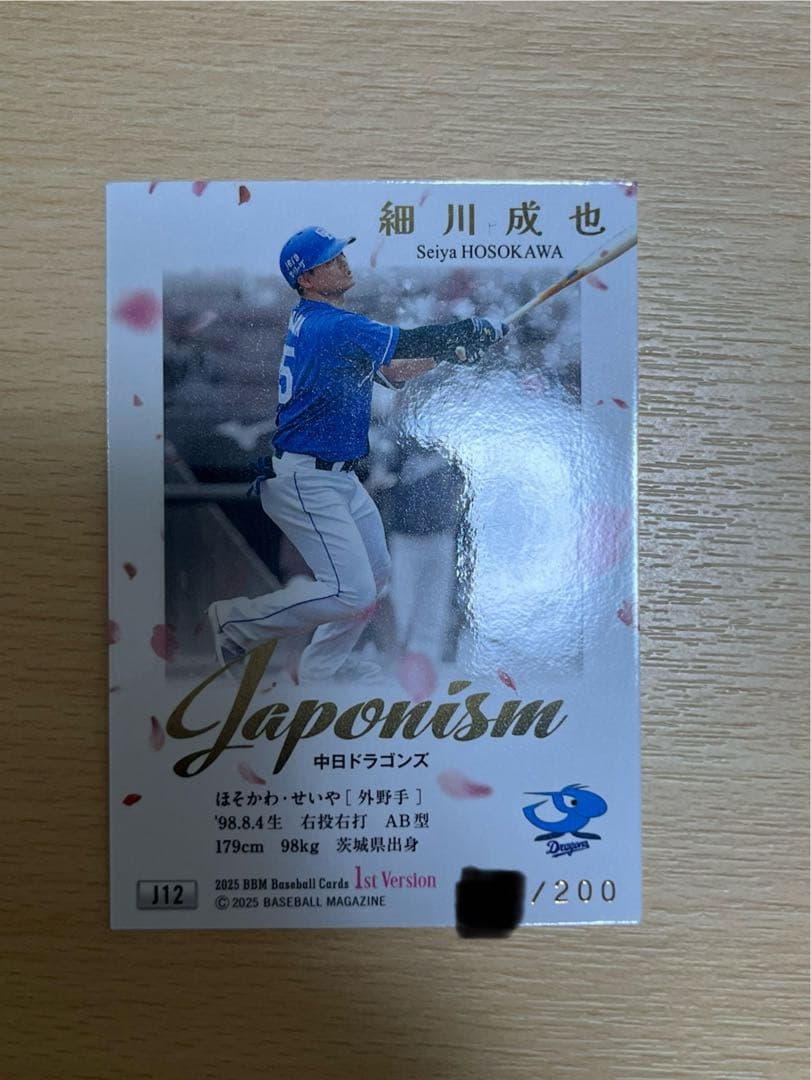 細川成也
Seiya HOSOKAWA
5
Japonism
中日ドラゴンズ
ほそかわ・せいや[外野手]
'98.8.4生 右投右打 AB型
179cm 98kg 茨城県出身
Dragons
J12
2025 BBM Baseball Cards 1st Version
© 2025 BASEBALL MAGAZINE
/200